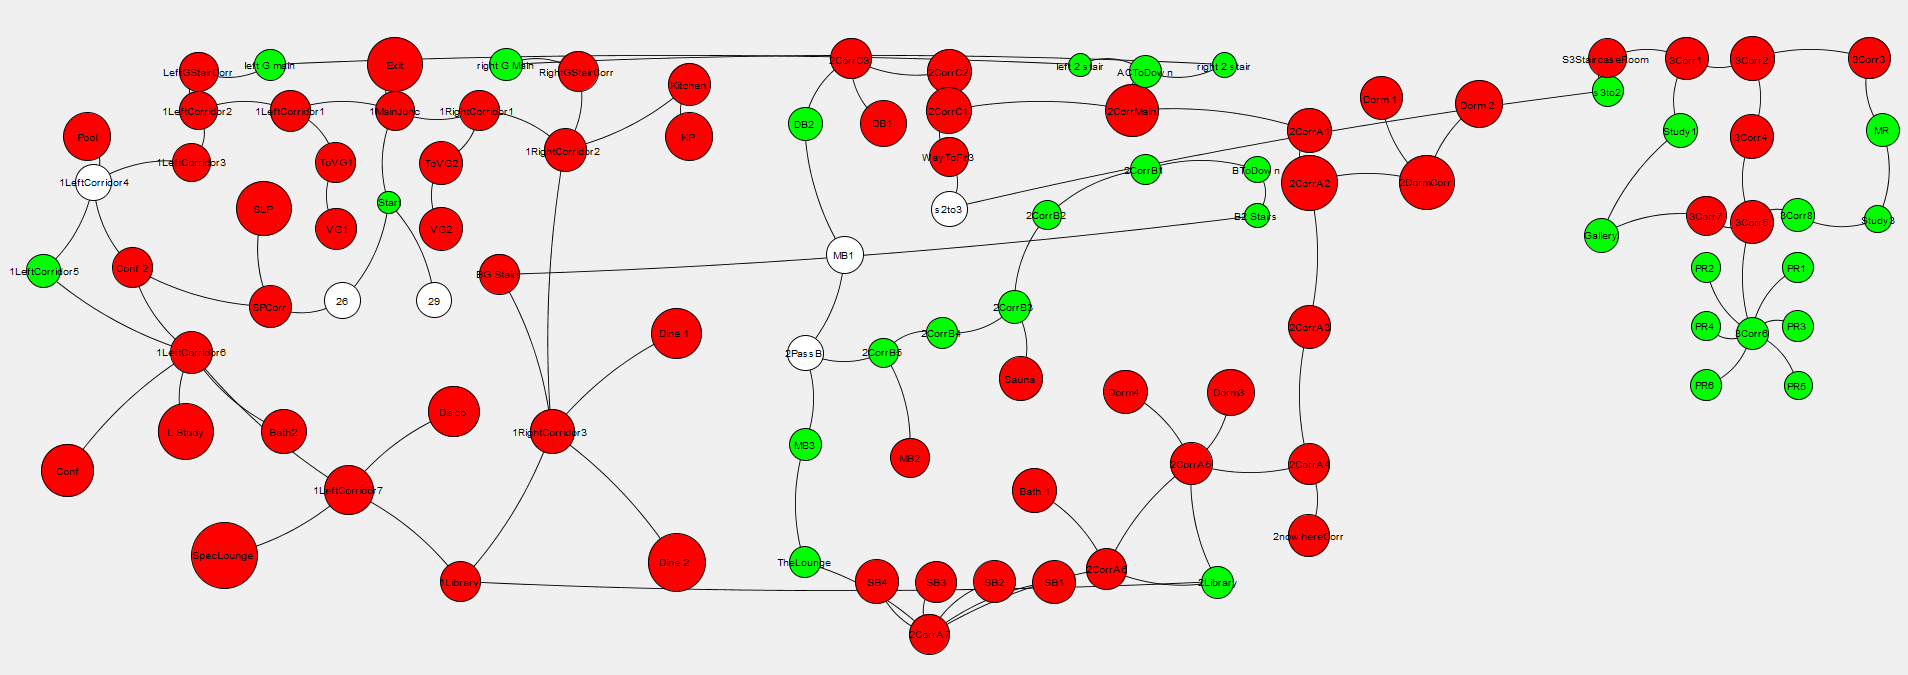 LeftGStairCorr
left G main
Exit
right G Main
RightGStairCorr
Kitchen
2CorrC3
2CorrC2
left 2 stair
ACToDown
right 2 stair
S3StaircaseRoom
3Corr1
3Corr2
3Corr3
s3to2
1LeftCorridor2
1LeftCorridor1
1MainJunc
1RightCorridor1
2CorrC1
2CorrMain
Dorm 1
Dorm 2
Pool
DB2
DB1
KP
2CorrA1
Study1
3Corr4
MR
1LeftCorridor3
ToVG1
ToVG2
1RightCorridor2
WayToFlr3
2CorrB1
BToDown
1LeftCorridor4
2CorrA2
2DormCorr
Start
SLP
VG1
VG2
s2to3
2CorrB2
B2 Stairs
3Corr7
3Corr5
3Corr8
Study3
Gallery
1LeftCorridor5
Conf 2
BG Stairs
MB1
PR2
PR1
SPCorr
26
29
2CorrB3
2CorrA3
PR4
3Corr6
PR3
1LeftCorridor6
Dine 1
2PassB
2CorrB5
2CorrB4
Sauna
Dorm4
Dorm3
PR6
PR5
L Study
Bath2
Disco
1RightCorridor3
MB3
MB2
Conf
1LeftCorridor7
2CorrA5
2CorrA4
Bath 1
2nowhereCorr
SpecLounge
1Library
Dine 2
TheLounge
SB4
SB3
SB2
SB1
2CorrA6
2Library
2CorrA7